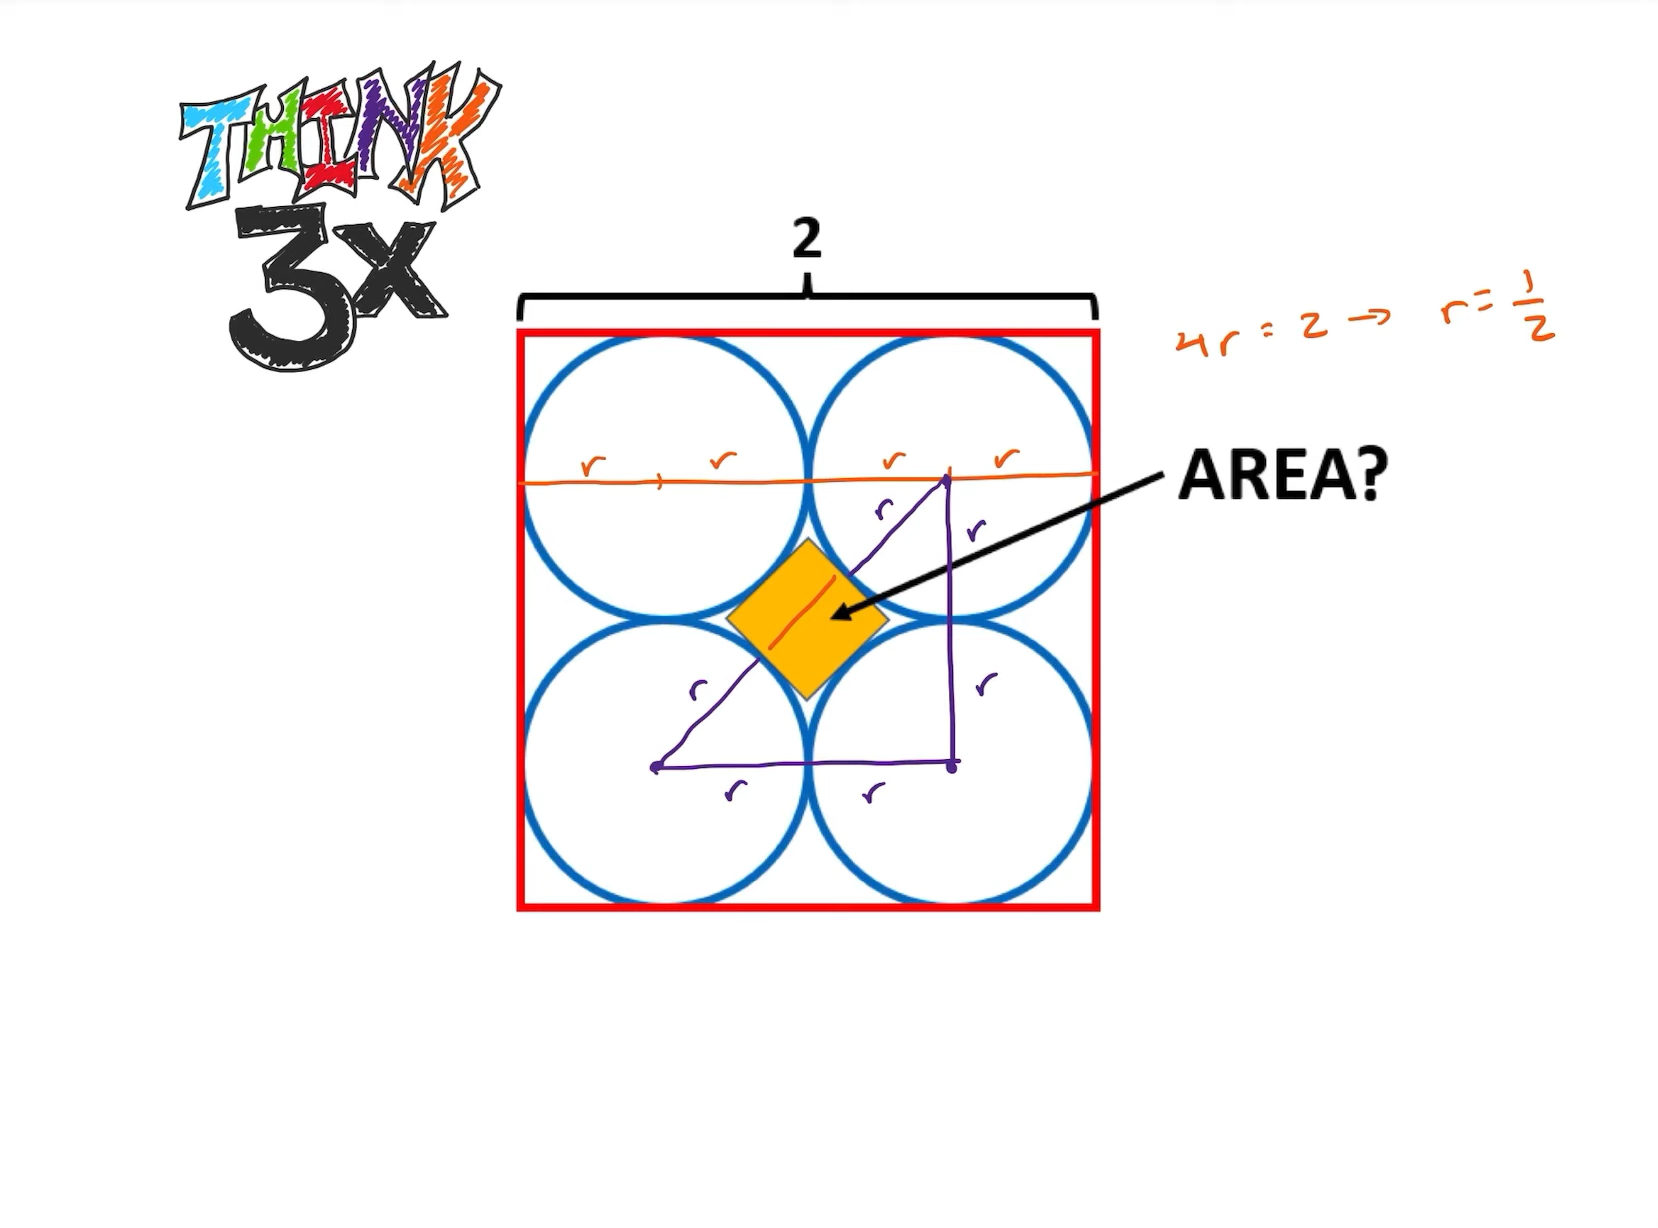 THINK
3x
2
4r = 2 → r = 1/2
AREA?
r r r r
r r
r r
r r